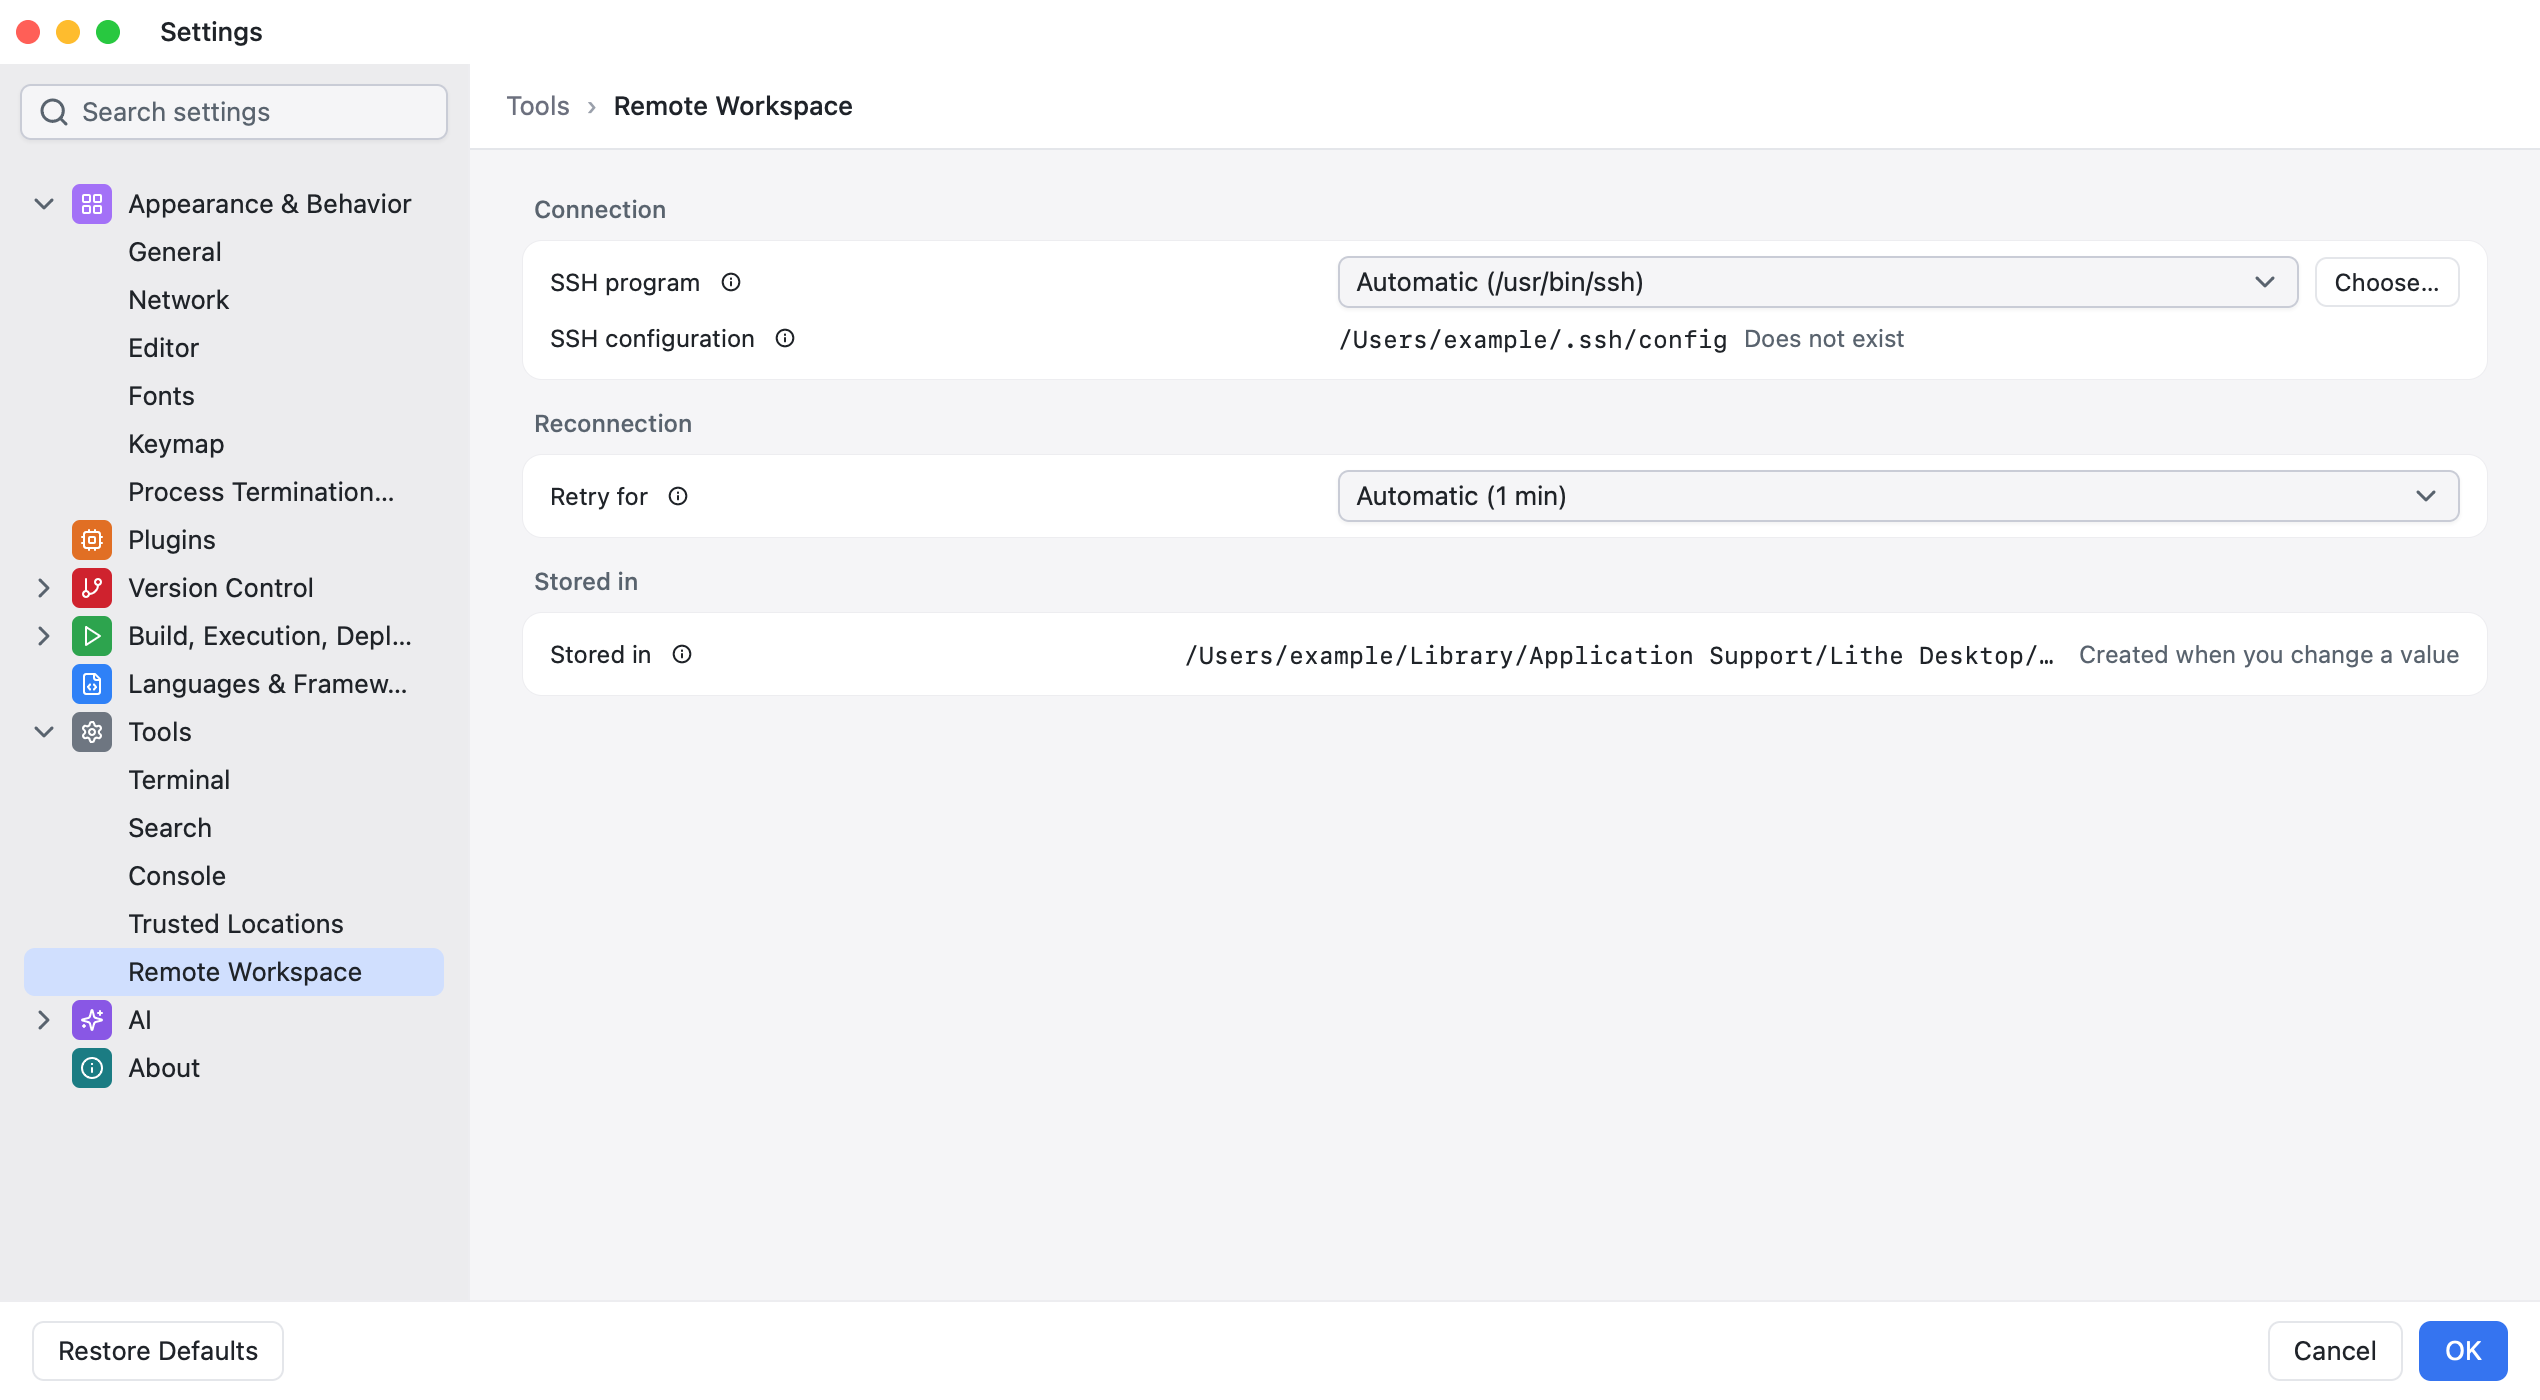 Settings
Search settings
Appearance & Behavior
General
Network
Editor
Fonts
Keymap
Process Termination...
Plugins
Version Control
Build, Execution, Depl...
Languages & Framew...
Tools
Terminal
Search
Console
Trusted Locations
Remote Workspace
AI
About
Tools › Remote Workspace
Connection
SSH program Automatic (/usr/bin/ssh) Choose...
SSH configuration /Users/example/.ssh/config Does not exist
Reconnection
Retry for Automatic (1 min)
Stored in
Stored in /Users/example/Library/Application Support/Lithe Desktop/… Created when you change a value
Restore Defaults Cancel OK